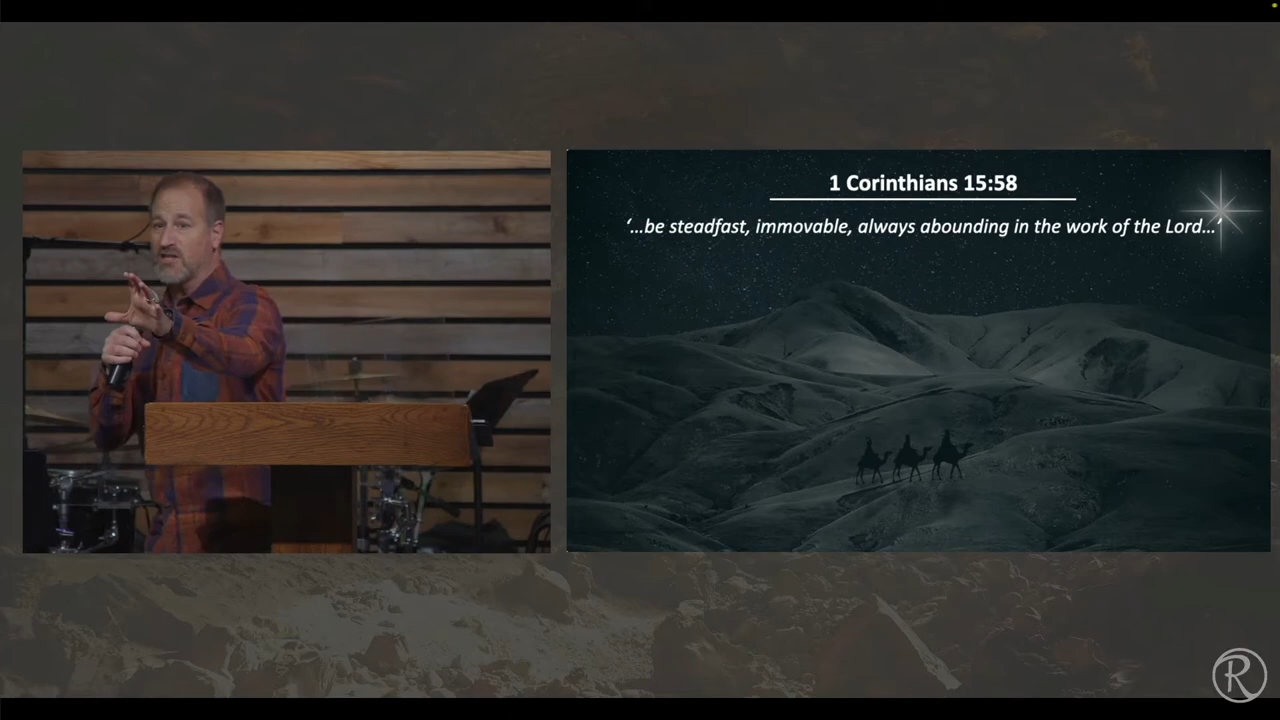 1 Corinthians 15:58
‘...be steadfast, immovable, always abounding in the work of the Lord...’
R